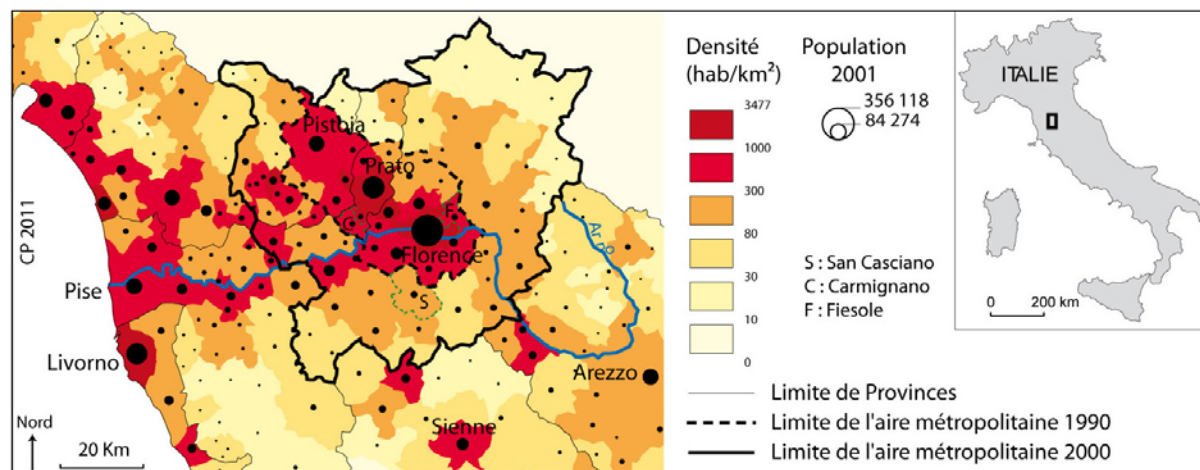 Pistoia
Prato
C
F
Florence
Arno
S
Pise
Livorno
Arezzo
Sienne
CP 2011
Nord
20 Km
Densité
(hab/km²)
3477
1000
300
80
30
10
0
Population
2001
356 118
84 274
S : San Casciano
C : Carmignano
F : Fiesole
Limite de Provinces
Limite de l'aire métropolitaine 1990
Limite de l'aire métropolitaine 2000
ITALIE
0 200 km